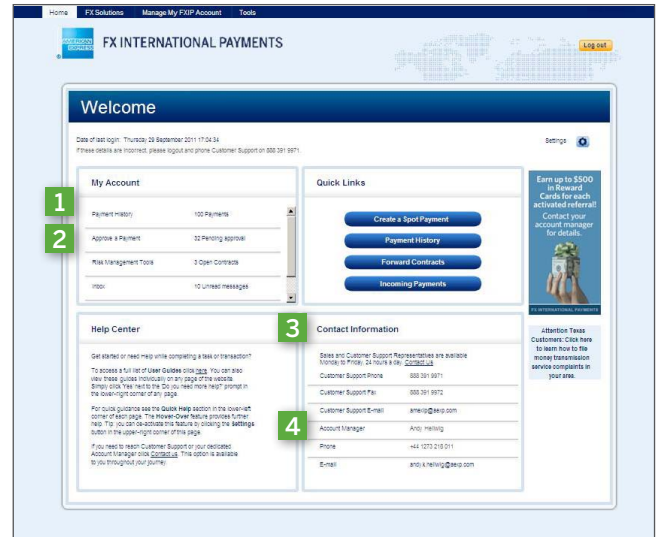 Home FX Solutions Manage My FXIP Account Tools
AMERICAN EXPRESS
®
FX INTERNATIONAL PAYMENTS
Log out
Welcome
Date of last login: Thursday 29 September 2011 17:04:34
If these details are incorrect, please logout and phone Customer Support on 888 391 9971.
Settings
My Account
1
Payment History 100 Payments
2
Approve a Payment 32 Pending approval
Risk Management Tools 3 Open Contracts
Inbox 10 Unread messages
Quick Links
Create a Spot Payment
Payment History
Forward Contracts
Incoming Payments
Earn up to $500
in Reward
Cards for each
activated referral!
Contact your
account manager
for details.
FX INTERNATIONAL PAYMENTS
Attention Texas
Customers: Click here
to learn how to file
money transmission
service complaints in
your area.
Help Center
Get started or need Help while completing a task or transaction?
To access a full list of User Guides click here. You can also
view these guides individually on any page of the website.
Simply click 'Yes' next to the 'Do you need more help?' prompt in
the lower-right corner of any page.
For quick guidance see the Quick Help section in the lower-left
corner of each page. The Hover-Over feature provides further
help. Tip: you can de-activate this feature by clicking the Settings
button in the upper-right corner of this page.
If you need to reach Customer Support or your dedicated
Account Manager click Contact us. This option is available
to you throughout your journey.
3
Contact Information
Sales and Customer Support Representatives are available
Monday to Friday, 24 hours a day. Contact Us
Customer Support Phone 888 391 9971
Customer Support Fax 888 391 9972
Customer Support E-mail amexip@aexp.com
4
Account Manager Andy Hellwig
Phone +44 1273 218 011
E-mail andy.k.hellwig@aexp.com